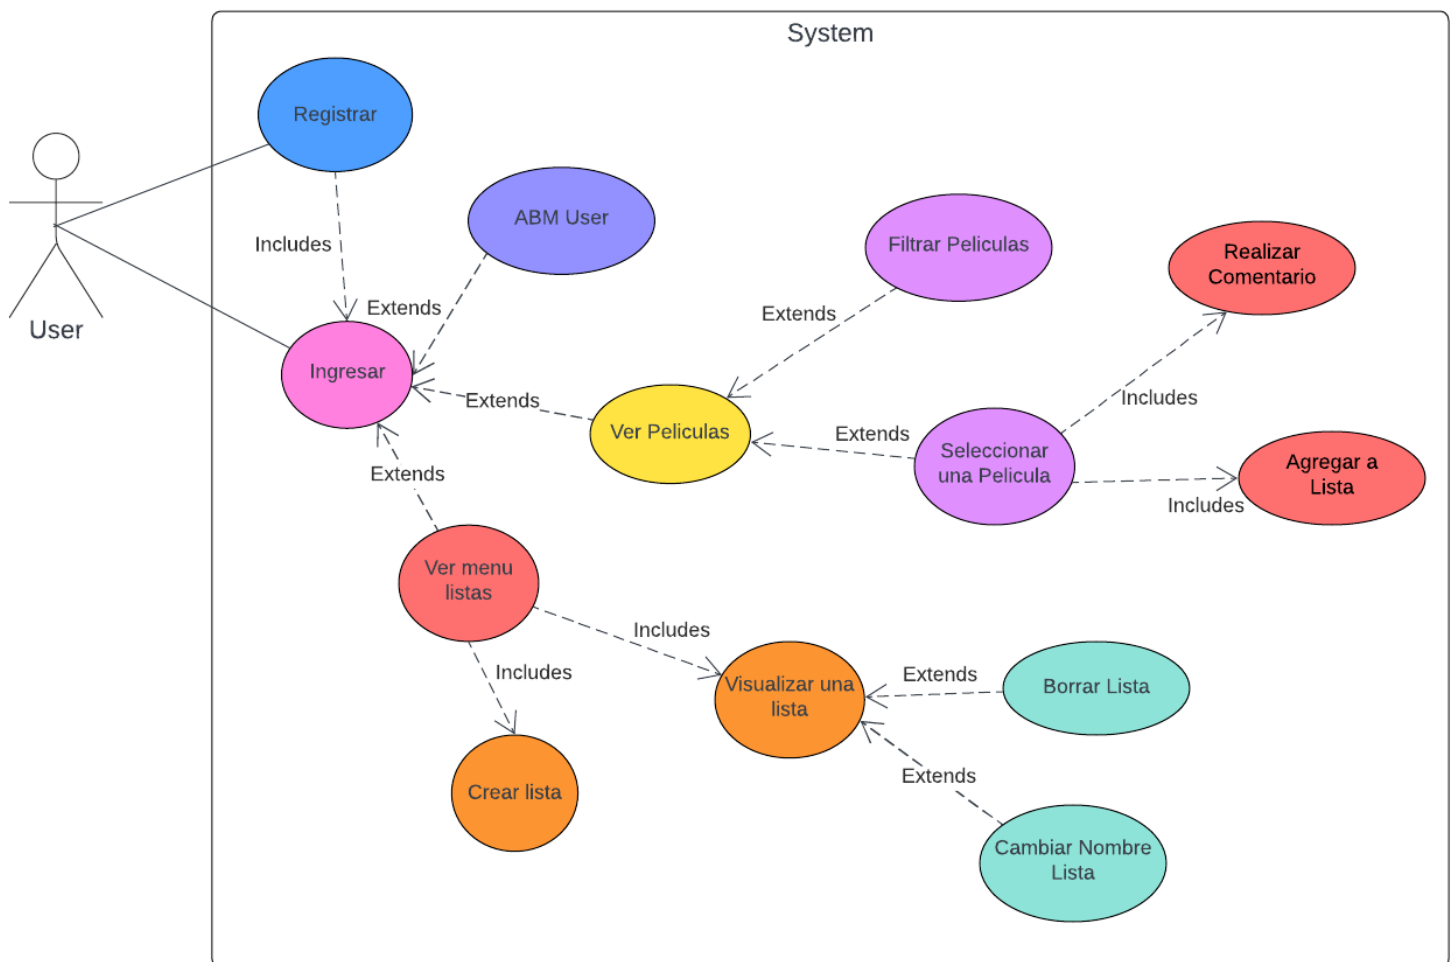 System
Registrar
ABM User
Includes
Filtrar Peliculas
Realizar
Comentario
User
Extends
Extends
Ingresar
Extends
Ver Peliculas
Extends
Includes
Seleccionar
una Pelicula
Agregar a
Lista
Extends
Includes
Ver menu
listas
Includes
Includes
Visualizar una
lista
Extends
Borrar Lista
Crear lista
Extends
Cambiar Nombre
Lista